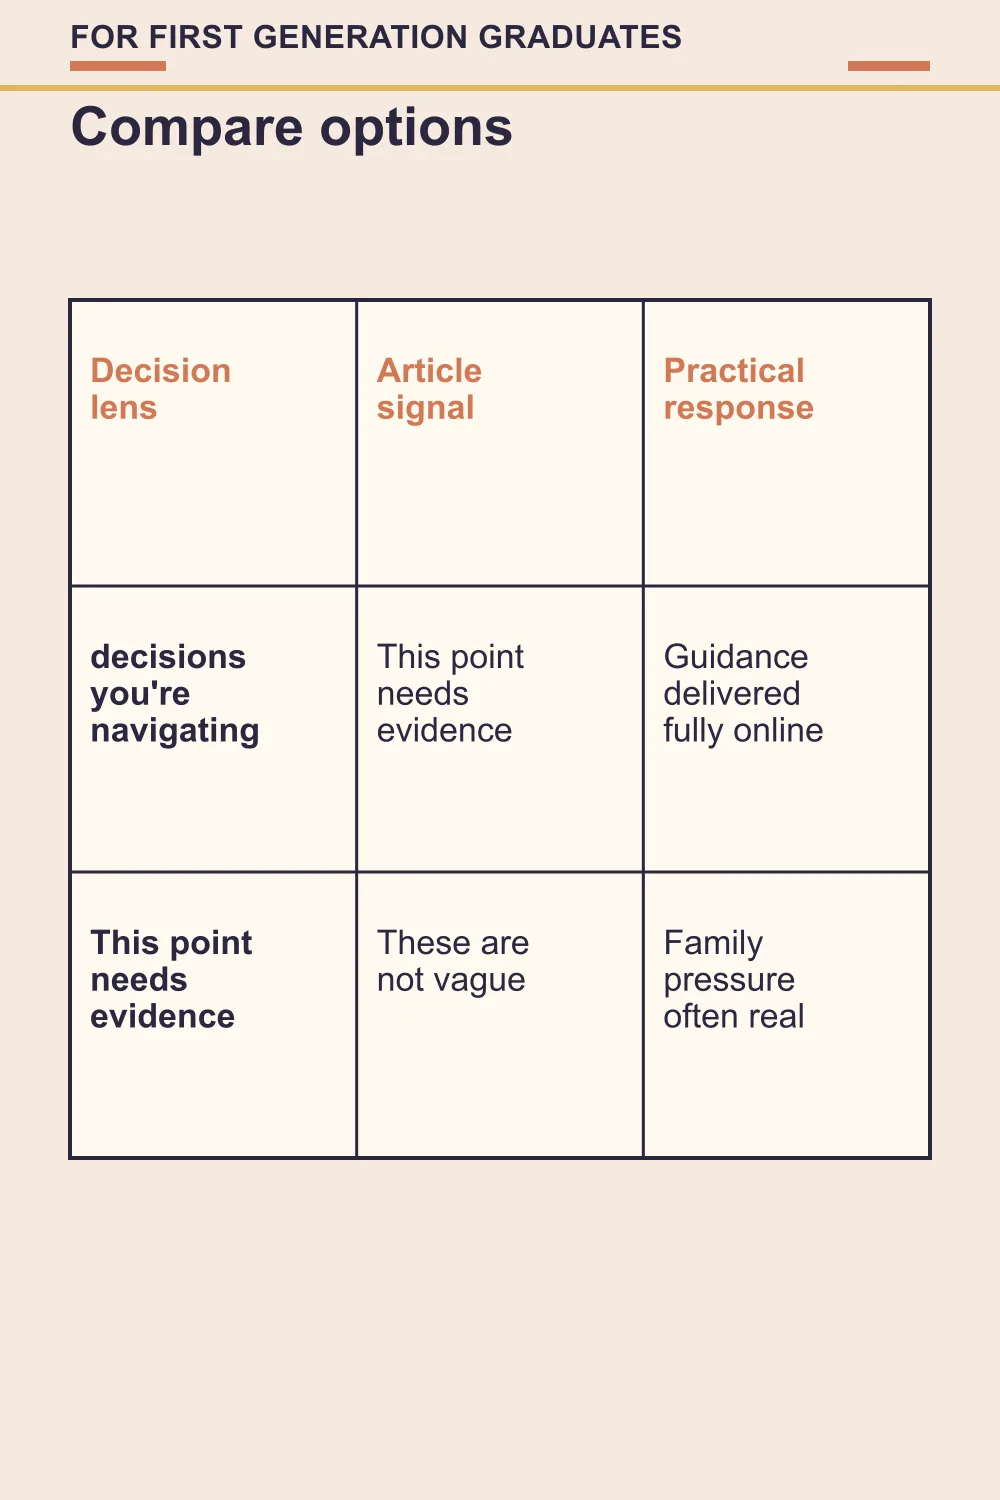 FOR FIRST GENERATION GRADUATES
Compare options
Decision
lens
Article
signal
Practical
response
decisions
you're
navigating
This point
needs
evidence
Guidance
delivered
fully online
This point
needs
evidence
These are
not vague
Family
pressure
often real